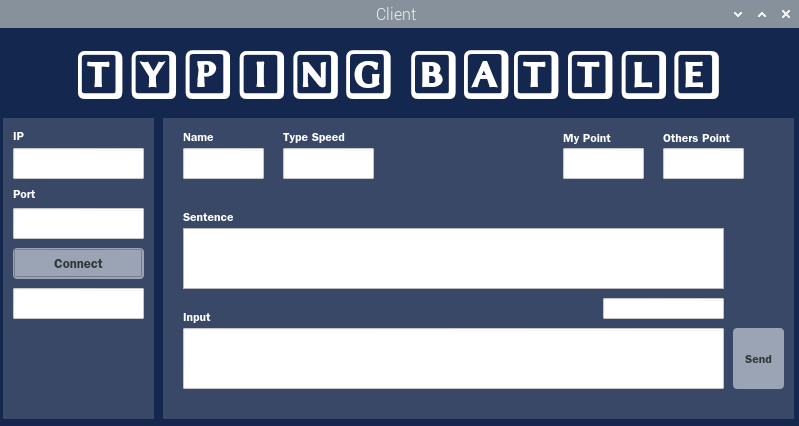 Client
TYPING BATTLE
IP
Port
Connect
Name
Type Speed
My Point
Others Point
Sentence
Input
Send